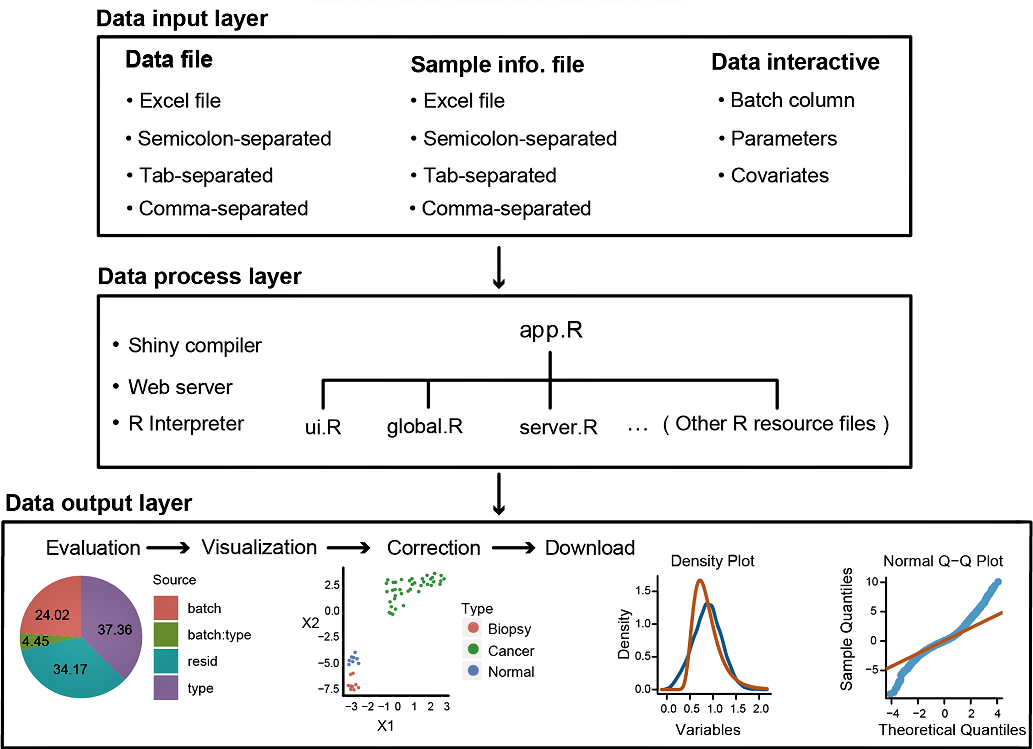 Data input layer
Data file
Sample info. file
Data interactive
• Excel file
• Semicolon-separated
• Tab-separated
• Comma-separated
• Excel file
• Semicolon-separated
• Tab-separated
• Comma-separated
• Batch column
• Parameters
• Covariates
Data process layer
• Shiny compiler
• Web server
• R Interpreter
app.R
ui.R
global.R
server.R
... ( Other R resource files )
Data output layer
Evaluation
Visualization
Correction
Download
Source
batch
batch:type
resid
type
24.02
4.45
34.17
37.36
X2
2.5
0.0
−2.5
−5.0
−7.5
−3 −2 −1 0 1 2 3
X1
Type
Biopsy
Cancer
Normal
Density Plot
Density
1.5
1.0
0.5
0.0
0.0 0.5 1.0 1.5 2.0
Variables
Normal Q−Q Plot
Sample Quantiles
10
5
0
−5
−4 −2 0 2 4
Theoretical Quantiles